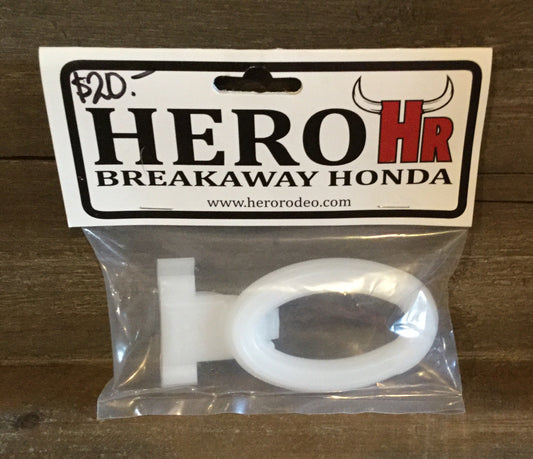 $20.-
HERO HR
BREAKAWAY HONDA
www.herorodeo.com